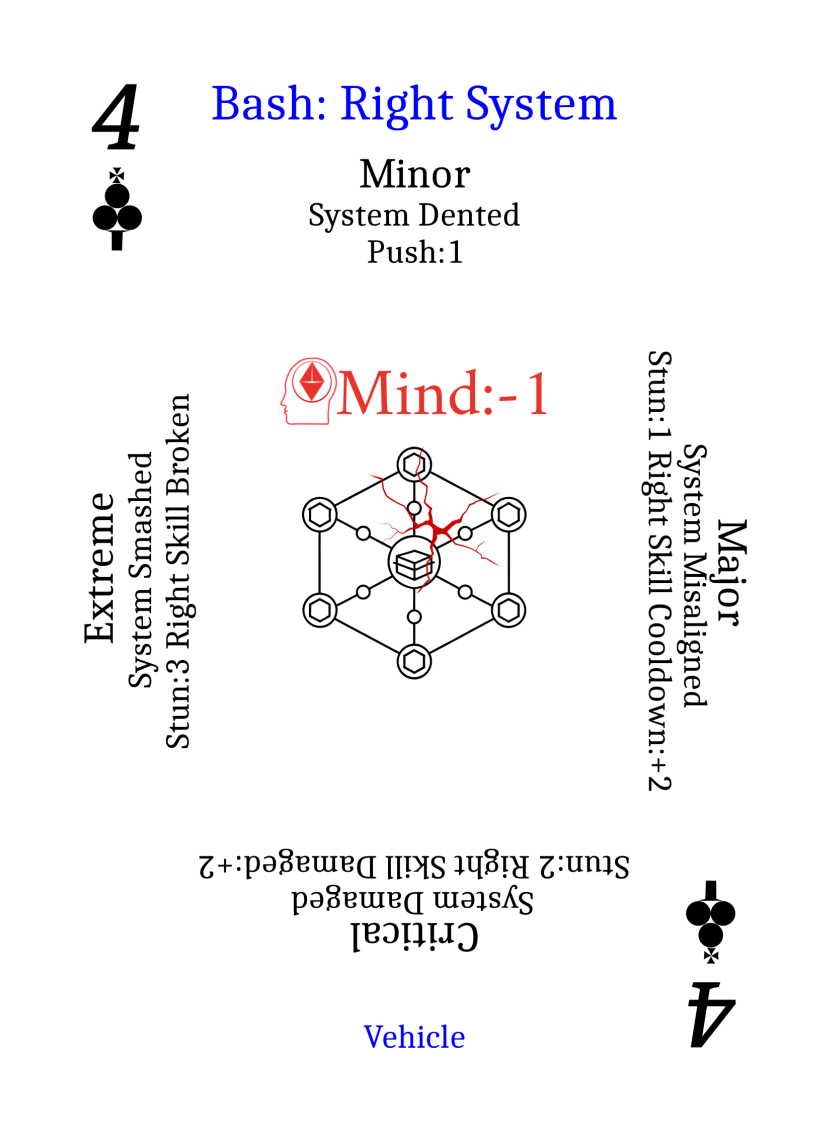 4
Bash: Right System
Minor
System Dented
Push:1
Mind:-1
Major
System Misaligned
Stun:1 Right Skill Cooldown:+2
Extreme
System Smashed
Stun:3 Right Skill Broken
Critical
System Damaged
Stun:2 Right Skill Damaged:+2
Vehicle
4